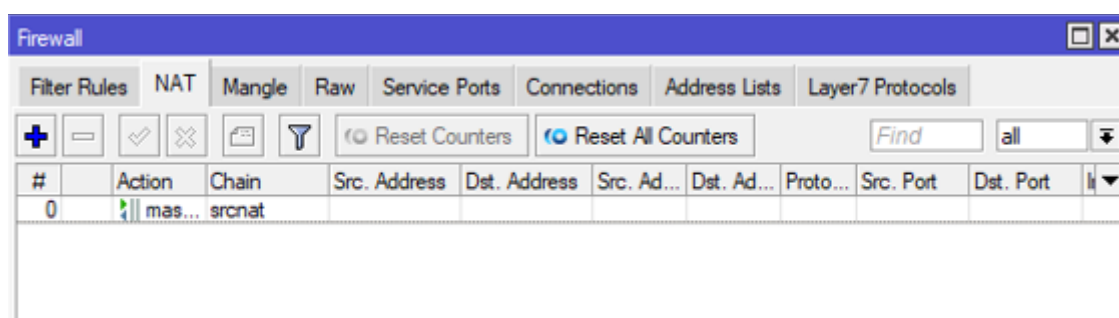 Firewall
Filter Rules NAT Mangle Raw Service Ports Connections Address Lists Layer7 Protocols
Reset Counters Reset All Counters Find all
# Action Chain Src. Address Dst. Address Src. Ad... Dst. Ad... Proto... Src. Port Dst. Port
0 mas... srcnat